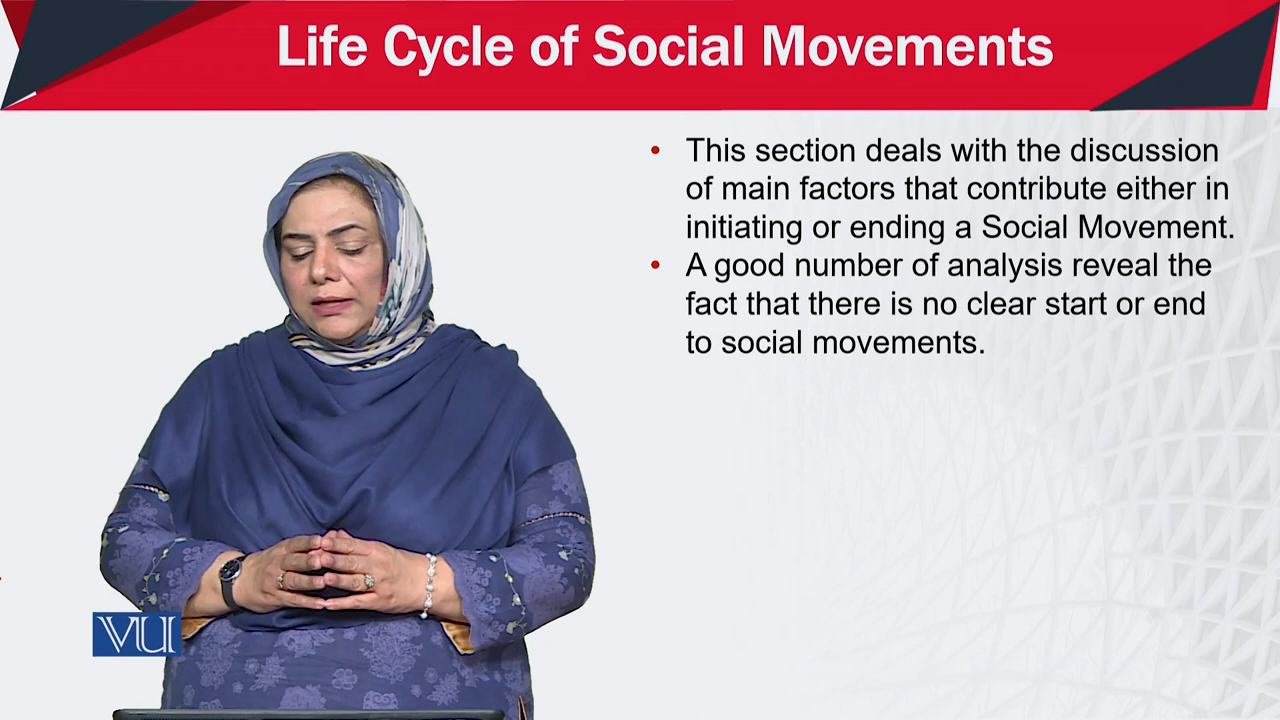 Life Cycle of Social Movements
• This section deals with the discussion
of main factors that contribute either in
initiating or ending a Social Movement.
• A good number of analysis reveal the
fact that there is no clear start or end
to social movements.
VU